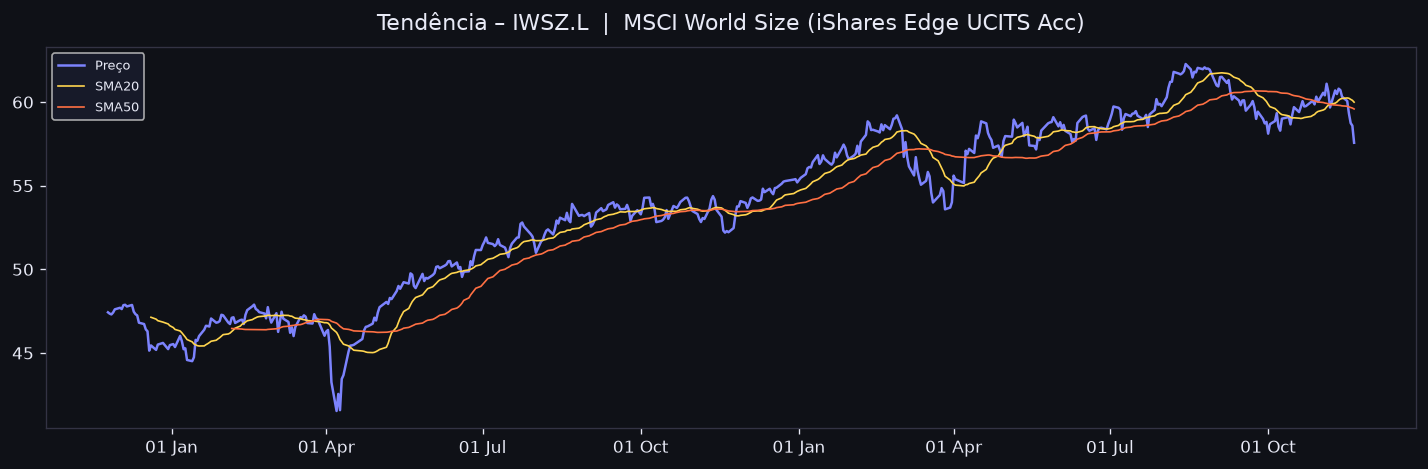 Tendência – IWSZ.L | MSCI World Size (iShares Edge UCITS Acc)
Preço
SMA20
SMA50
60
55
50
45
01 Jan 01 Apr 01 Jul 01 Oct 01 Jan 01 Apr 01 Jul 01 Oct